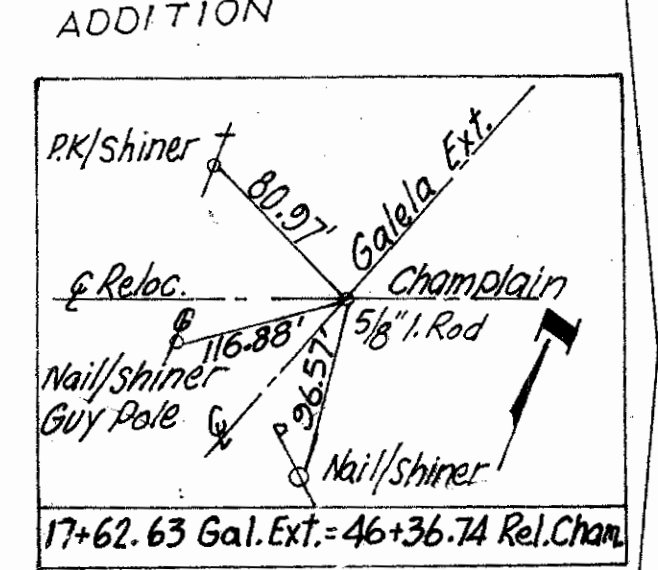 ADDITION
P.K/Shiner
80.97'
Galela Ext.
℄ Reloc.
Champlain
5/8" I. Rod
116.88'
Nail/shiner
Guy Pole
℄
96.57'
Nail/shiner
17+62.63 Gal.Ext.=46+36.74 Rel.Cham